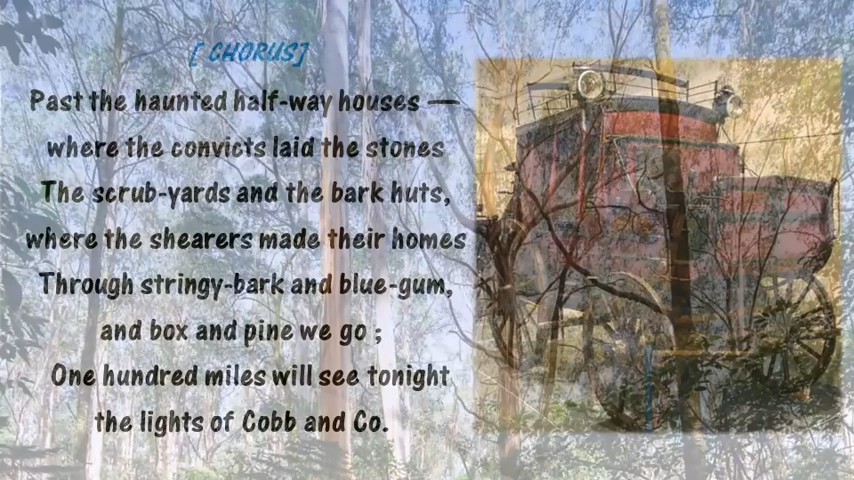 [ CHORUS]
Past the haunted half-way houses —
where the convicts laid the stones
The scrub-yards and the bark huts,
where the shearers made their homes
Through stringy-bark and blue-gum,
and box and pine we go ;
One hundred miles will see tonight
the lights of Cobb and Co.